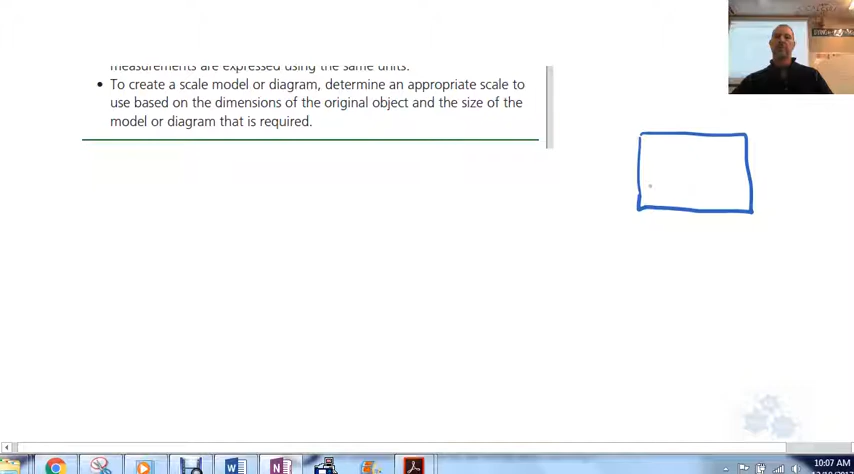 measurements are expressed using the same units.
• To create a scale model or diagram, determine an appropriate scale to
use based on the dimensions of the original object and the size of the
model or diagram that is required.
10:07 AM